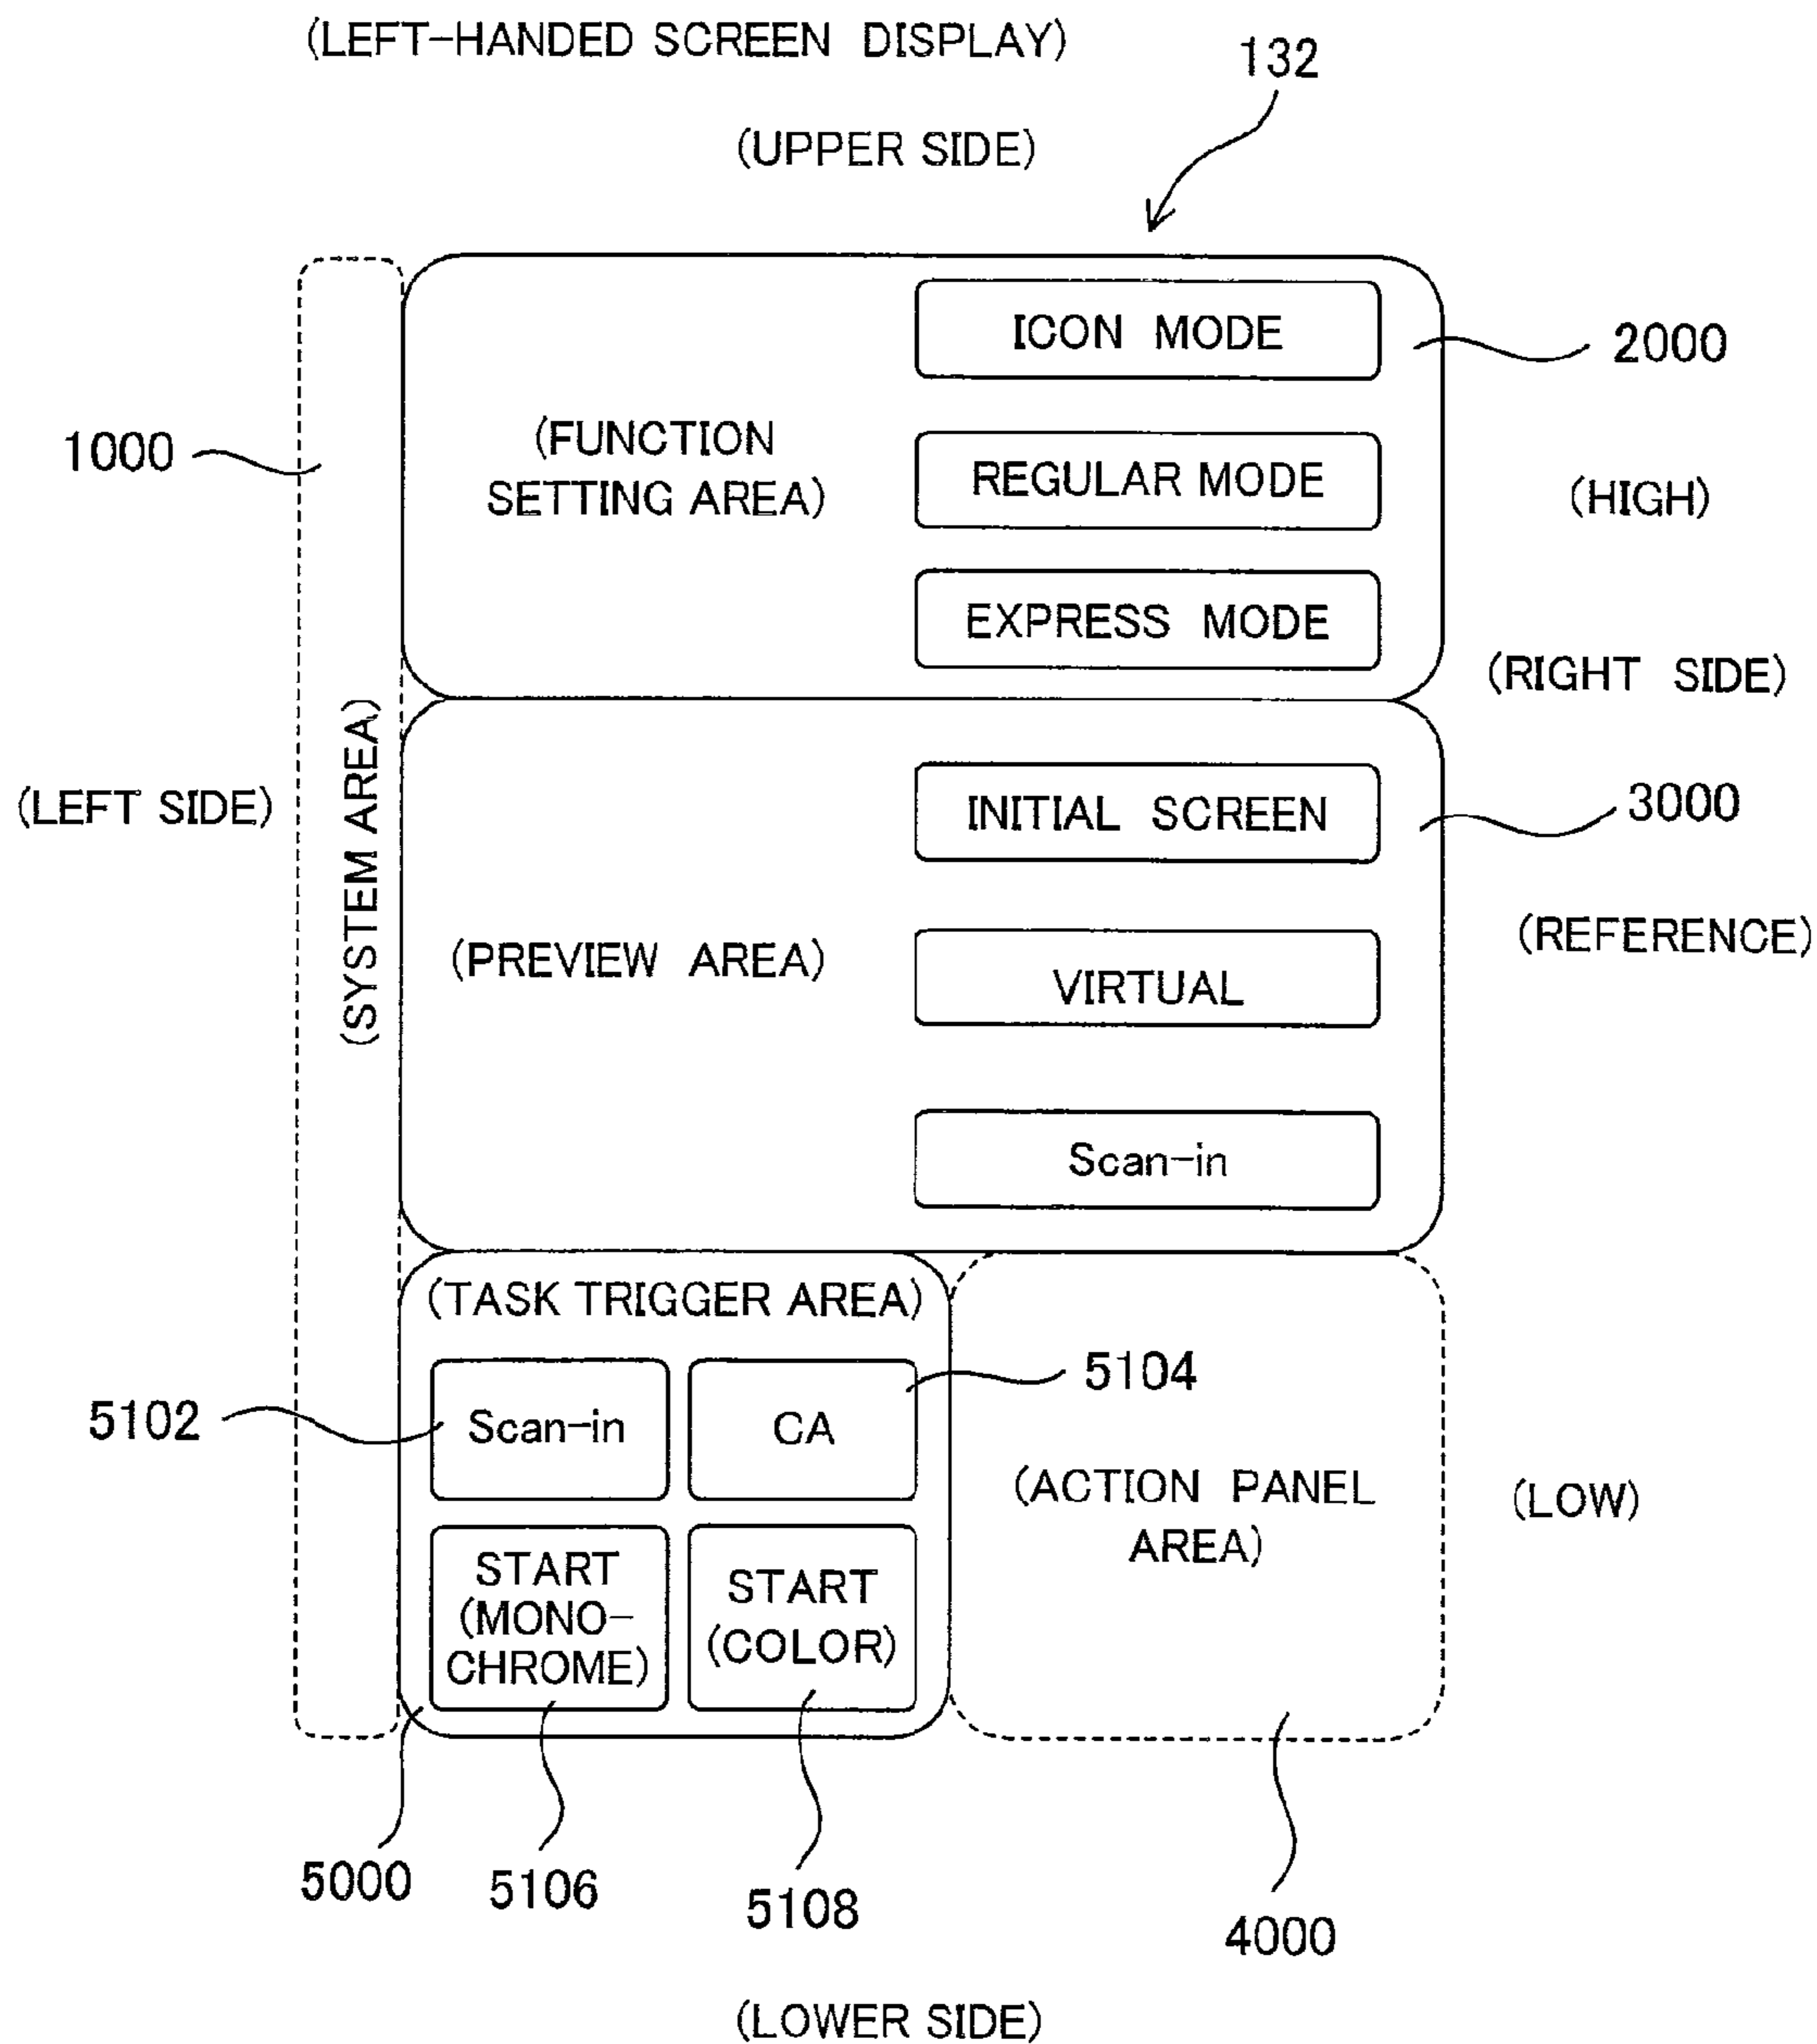 (LEFT-HANDED SCREEN DISPLAY)
132
(UPPER SIDE)
ICON MODE
2000
(FUNCTION
SETTING AREA)
1000
REGULAR MODE
(HIGH)
EXPRESS MODE
(RIGHT SIDE)
(SYSTEM AREA)
(LEFT SIDE)
INITIAL SCREEN
3000
(PREVIEW AREA)
(REFERENCE)
VIRTUAL
Scan-in
(TASK TRIGGER AREA)
5104
5102
Scan-in
CA
(ACTION PANEL
AREA)
(LOW)
START
(MONO-
CHROME)
START
(COLOR)
5000
5106
5108
4000
(LOWER SIDE)